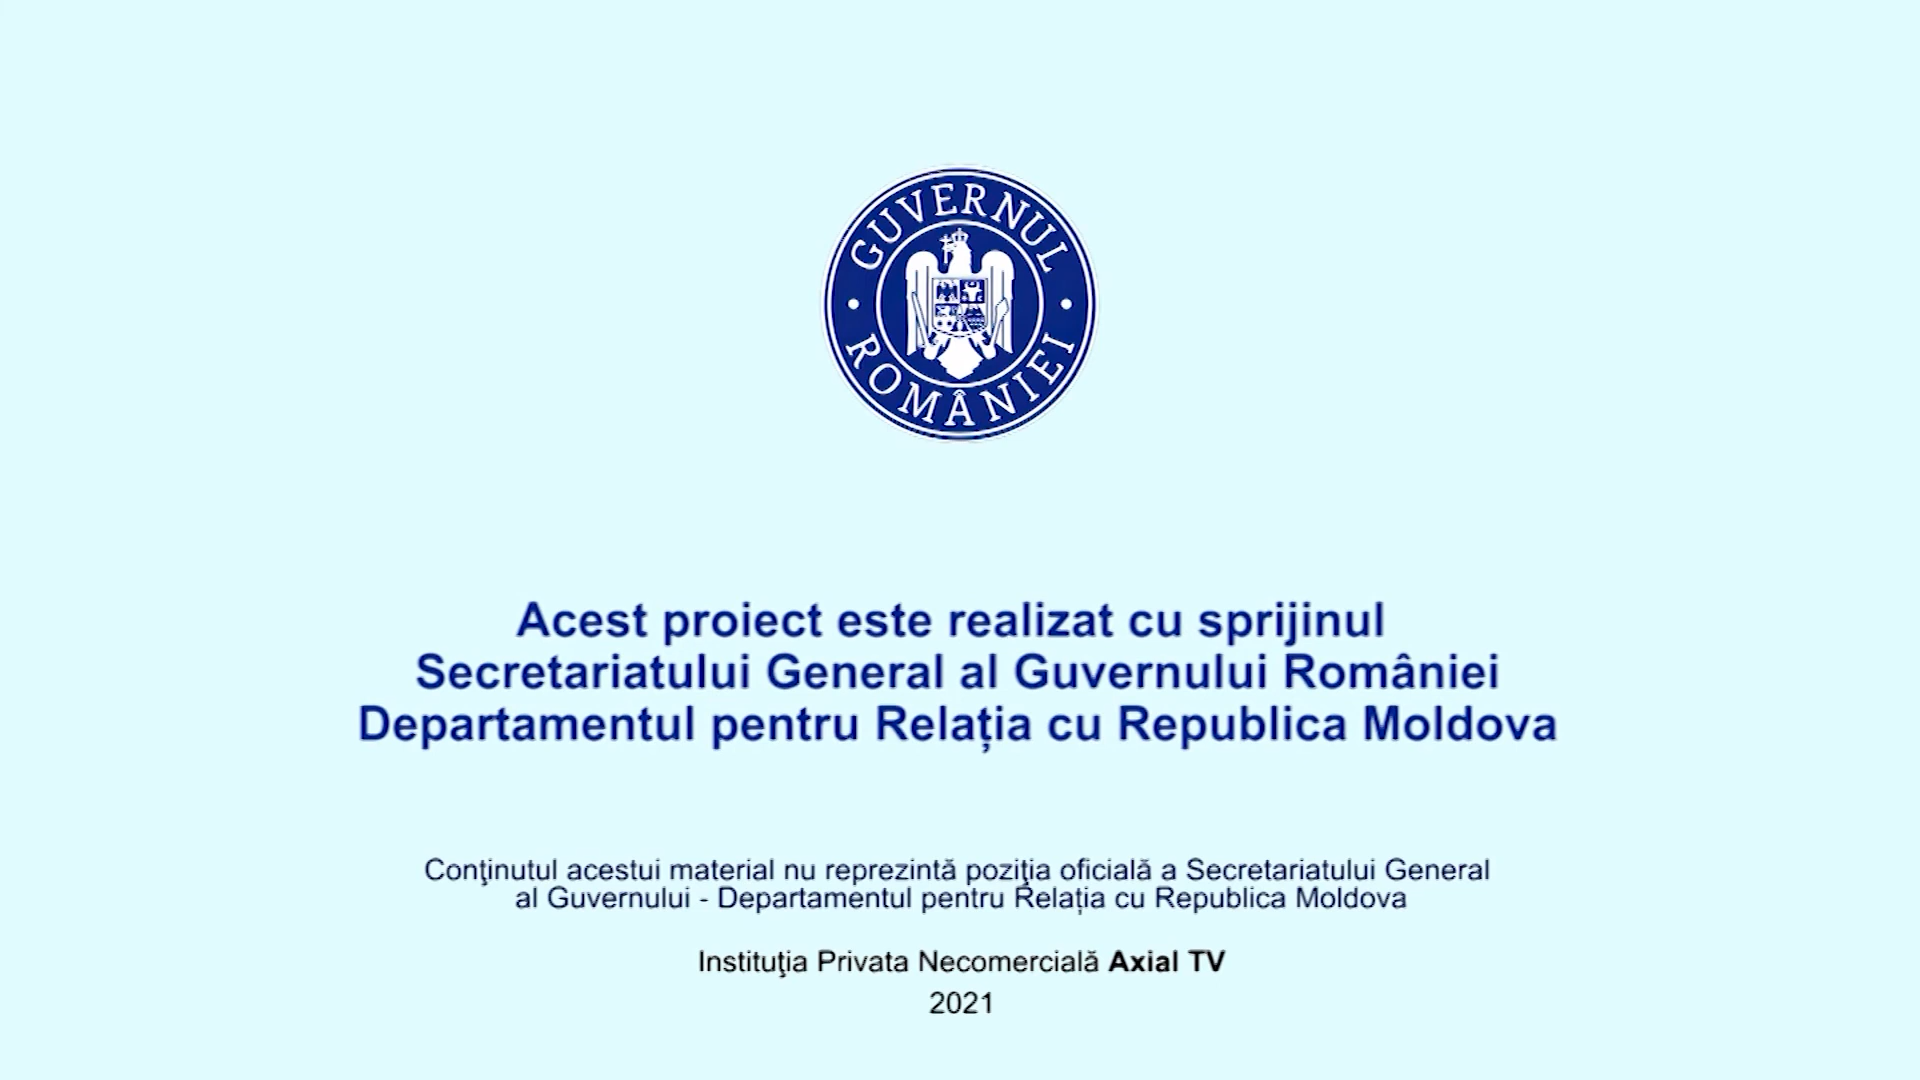 GUVERNUL
ROMÂNIEI
Acest proiect este realizat cu sprijinul
Secretariatului General al Guvernului României
Departamentul pentru Relația cu Republica Moldova
Conţinutul acestui material nu reprezintă poziţia oficială a Secretariatului General
al Guvernului - Departamentul pentru Relația cu Republica Moldova
Instituţia Privata Necomercială Axial TV
2021